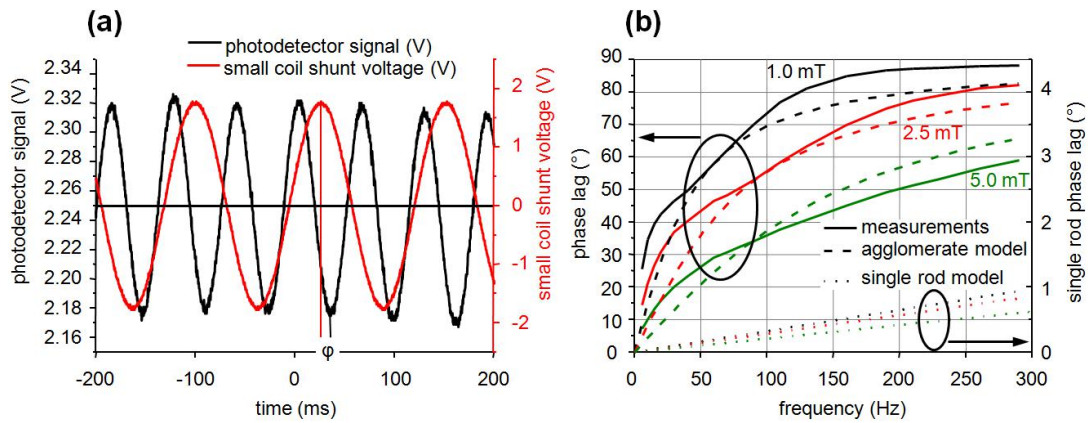 (a)
photodetector signal (V)
small coil shunt voltage (V)
photodetector signal (V)
2.34
2.32
2.30
2.28
2.26
2.24
2.22
2.20
2.18
2.16
2
1
0
-1
-2
small coil shunt voltage (V)
φ
-200
-100
0
100
200
time (ms)
(b)
phase lag (°)
90
80
70
60
50
40
30
20
10
0
1.0 mT
2.5 mT
5.0 mT
measurements
agglomerate model
single rod model
4
3
2
1
0
single rod phase lag (°)
0
50
100
150
200
250
300
frequency (Hz)